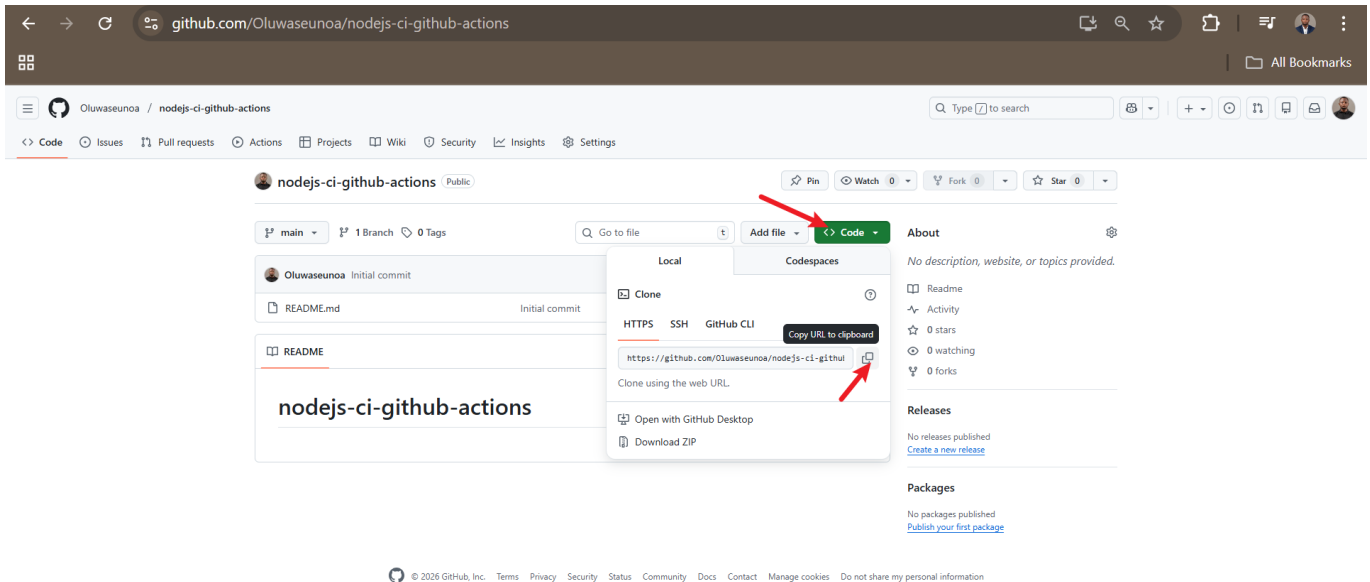 github.com/Oluwaseunoa/nodejs-ci-github-actions
All Bookmarks
Oluwaseunoa / nodejs-ci-github-actions
Type / to search
Code Issues Pull requests Actions Projects Wiki Security Insights Settings
nodejs-ci-github-actions Public
Pin Watch 0 Fork 0 Star 0
main 1 Branch 0 Tags
Go to file t
Add file
Code
Local Codespaces
Oluwaseunoa Initial commit
README.md Initial commit
Clone
HTTPS SSH GitHub CLI
Copy URL to clipboard
https://github.com/Oluwaseunoa/nodejs-ci-githul
Clone using the web URL.
Open with GitHub Desktop
Download ZIP
README
nodejs-ci-github-actions
About
No description, website, or topics provided.
Readme
Activity
0 stars
0 watching
0 forks
Releases
No releases published
Create a new release
Packages
No packages published
Publish your first package
© 2026 GitHub, Inc. Terms Privacy Security Status Community Docs Contact Manage cookies Do not share my personal information